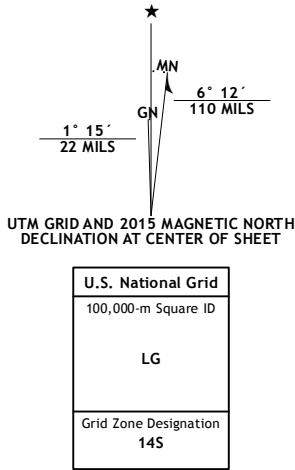 ★
MN
GN
6° 12´
110 MILS
1° 15´
22 MILS
UTM GRID AND 2015 MAGNETIC NORTH
DECLINATION AT CENTER OF SHEET
U.S. National Grid
100,000-m Square ID
LG
Grid Zone Designation
14S